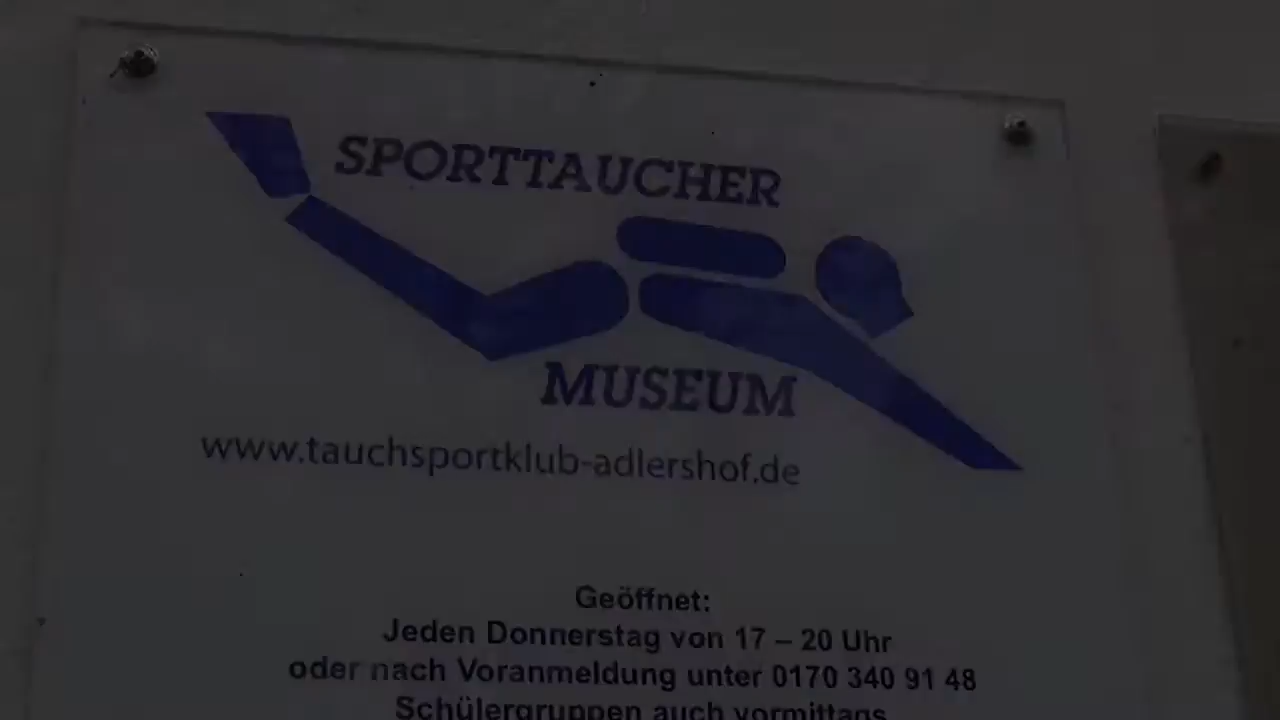 SPORTTAUCHER
MUSEUM
www.tauchsportklub-adlershof.de
Geöffnet:
Jeden Donnerstag von 17 – 20 Uhr
oder nach Voranmeldung unter 0170 340 91 48
Schülergruppen auch vormittags